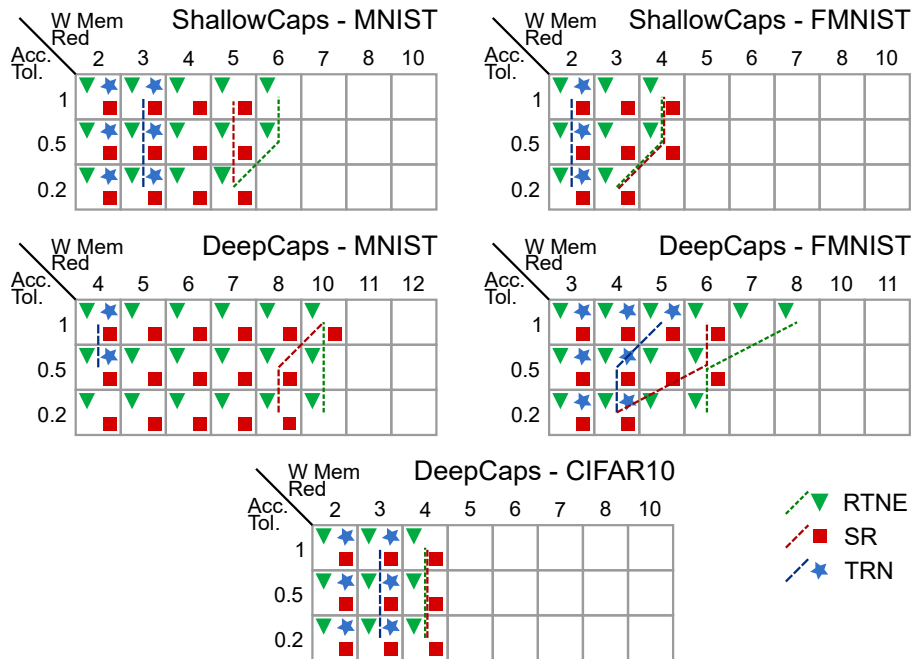 ShallowCaps - MNIST
W Mem
Red
Acc.
Tol.
2 3 4 5 6 7 8 10
1
0.5
0.2
ShallowCaps - FMNIST
W Mem
Red
Acc.
Tol.
2 3 4 5 6 7 8 10
1
0.5
0.2
DeepCaps - MNIST
W Mem
Red
Acc.
Tol.
4 5 6 7 8 10 11 12
1
0.5
0.2
DeepCaps - FMNIST
W Mem
Red
Acc.
Tol.
3 4 5 6 7 8 10 11
1
0.5
0.2
DeepCaps - CIFAR10
W Mem
Red
Acc.
Tol.
2 3 4 5 6 7 8 10
1
0.5
0.2
RTNE
SR
TRN